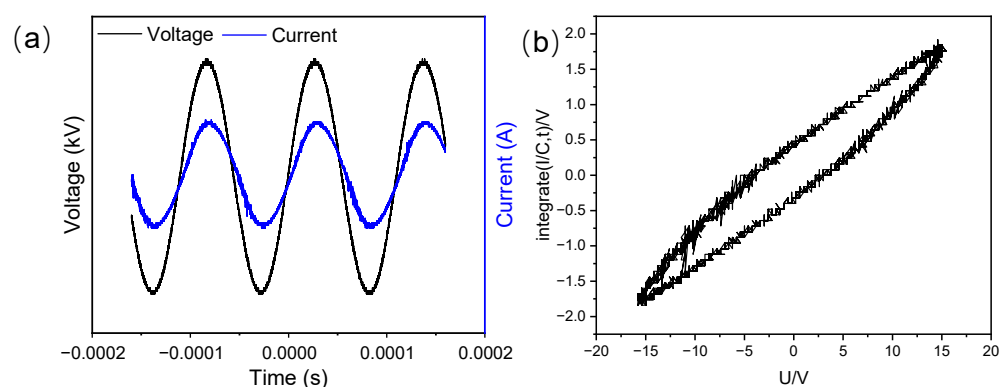 (a)
Voltage Current
Voltage (kV)
Current (A)
−0.0002 −0.0001 0.0000 0.0001 0.0002
Time (s)
(b)
integrate(I/C,t)/V
2.0
1.5
1.0
0.5
0.0
−0.5
−1.0
−1.5
−2.0
−20 −15 −10 −5 0 5 10 15 20
U/V